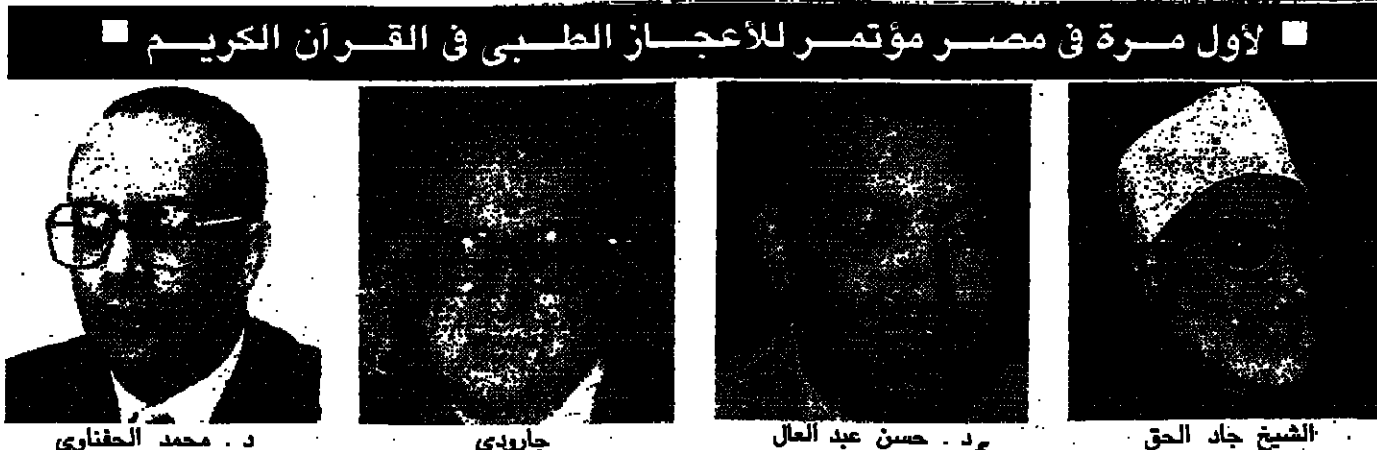 ■ لأول مرة فى مصر مؤتمر للأعجاز الطبى فى القرآن الكريم ■
الشيخ جاد الحق
د . حسن عبد العال
جارودى
د . محمد الحفناوى